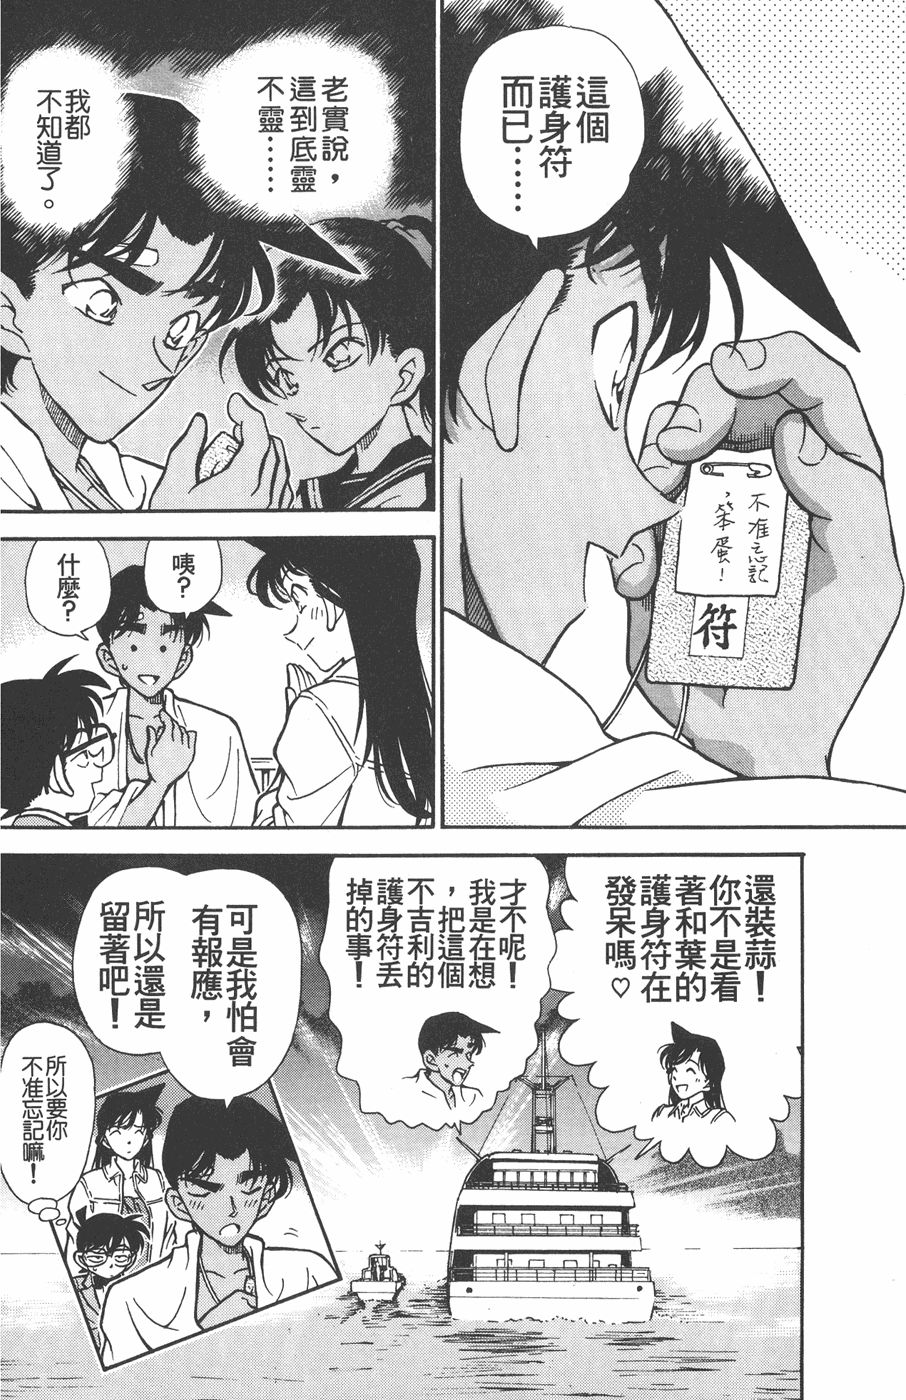 這個
護身符
而已……
不准忘記
，笨蛋！
符
老實說，
這到底靈
不靈……
我都
不知道了。
咦？
什麼？
還裝蒜！
你不是看
著和葉的
護身符在
發呆嗎♡
才不呢！
我是在想
，把這個
不吉利的
護身符丟
掉的事！
可是我怕會
有報應，
所以還是
留著吧！
所以要你
不准忘記嘛！